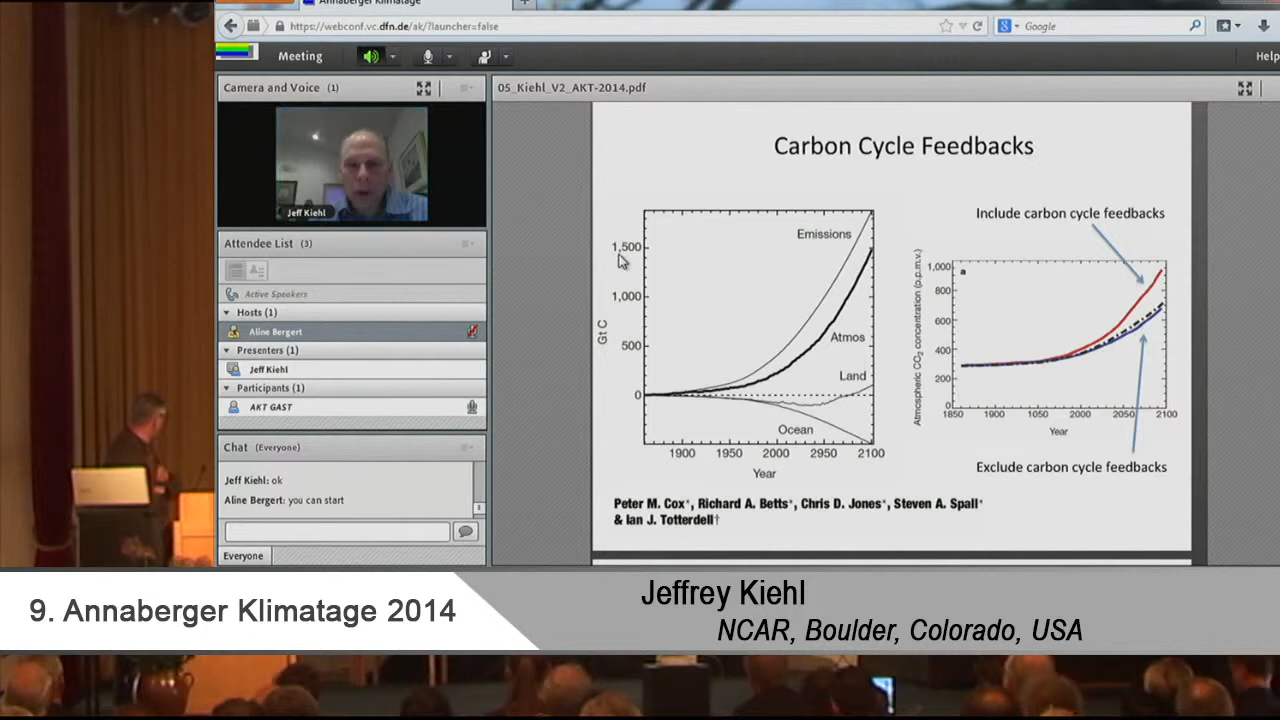 Annaberger Klimatage
https://webconf.vc.dfn.de/ak/?launcher=false
Google
Meeting
Help
Camera and Voice (1)
Jeff Kiehl
Attendee List (3)
Active Speakers
Hosts (1)
Aline Bergert
Presenters (1)
Jeff Kiehl
Participants (1)
AKT GAST
Chat (Everyone)
Jeff Kiehl: ok
Aline Bergert: you can start
Everyone
05_Kiehl_V2_AKT-2014.pdf
Carbon Cycle Feedbacks
Gt C
1,500
1,000
500
0
Emissions
Atmos
Land
Ocean
1900 1950 2000 2950 2100
Year
Include carbon cycle feedbacks
Atmospheric CO2 concentration (p.p.m.v.)
a
1,000
800
600
400
200
0
1850 1900 1050 2000 2050 2100
Year
Exclude carbon cycle feedbacks
Peter M. Cox*, Richard A. Betts*, Chris D. Jones*, Steven A. Spall*
& Ian J. Totterdell†
9. Annaberger Klimatage 2014
Jeffrey Kiehl
NCAR, Boulder, Colorado, USA